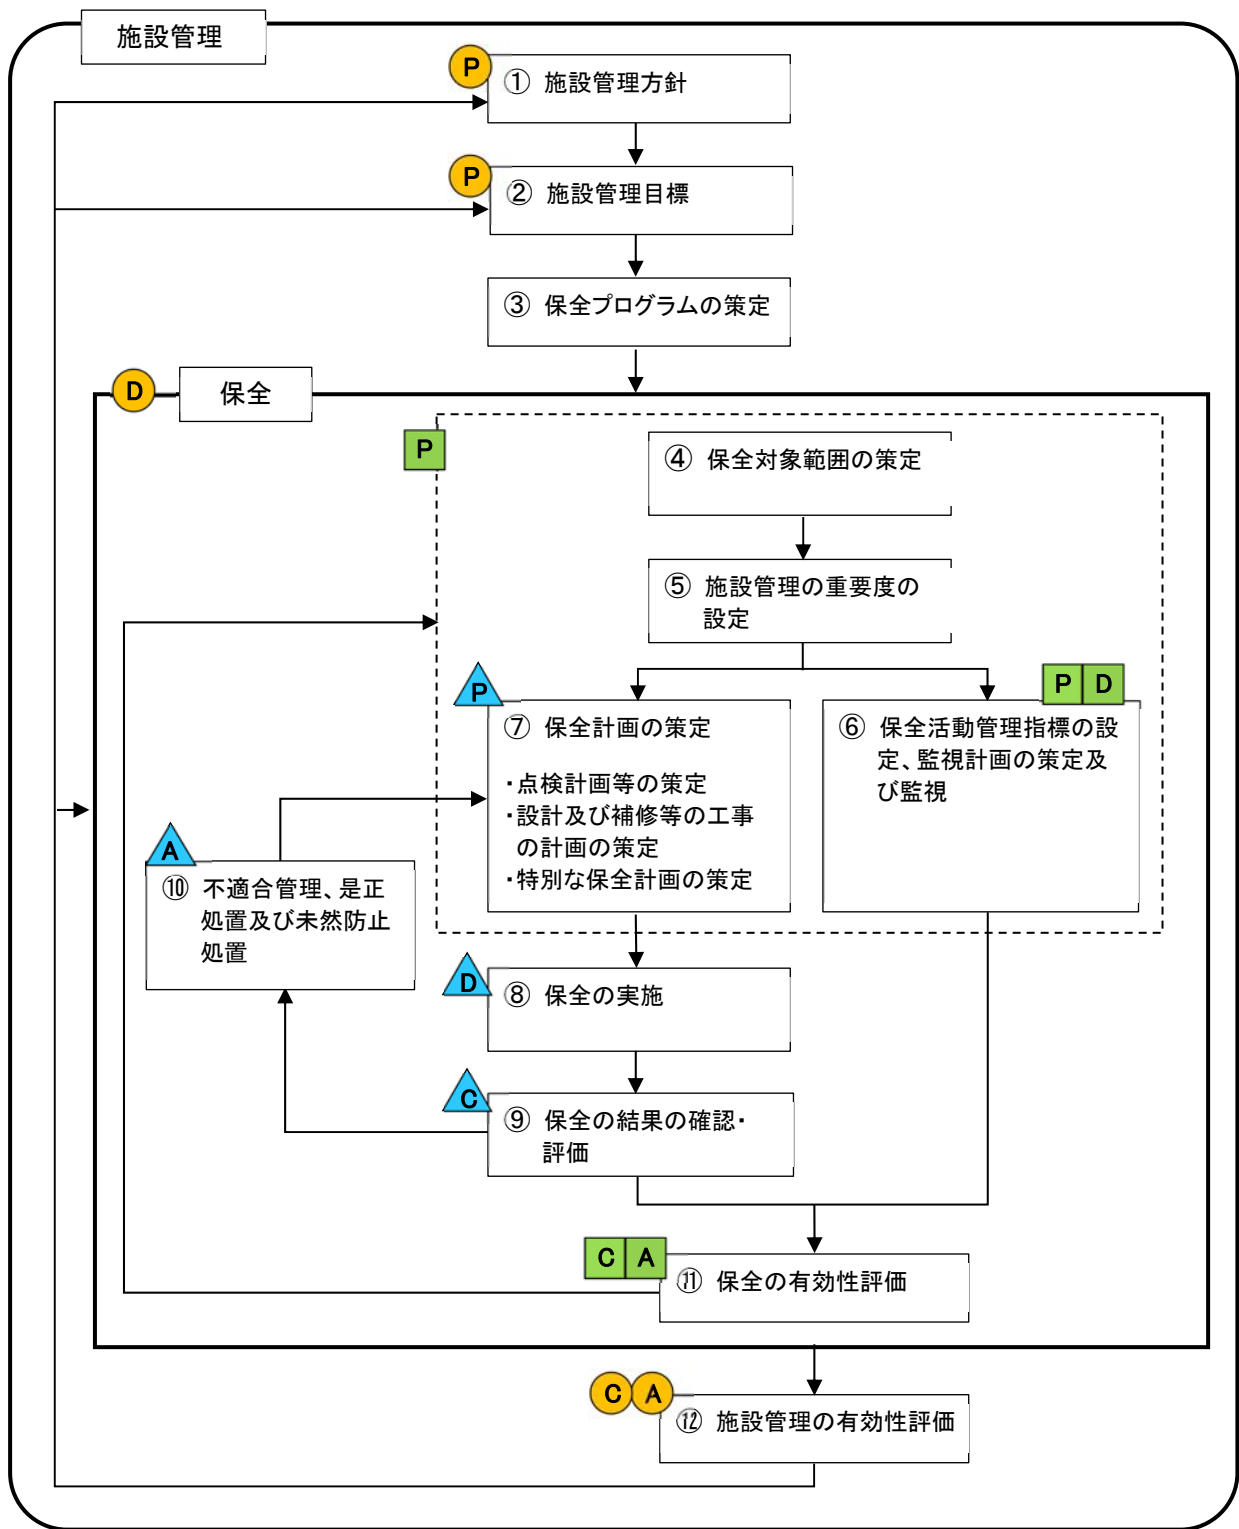 施設管理
P
① 施設管理方針
P
② 施設管理目標
③ 保全プログラムの策定
D
保全
P
④ 保全対象範囲の策定
⑤ 施設管理の重要度の
設定
P
⑦ 保全計画の策定
・点検計画等の策定
・設計及び補修等の工事
の計画の策定
・特別な保全計画の策定
P D
⑥ 保全活動管理指標の設
定、監視計画の策定及
び監視
A
⑩ 不適合管理、是正
処置及び未然防止
処置
D
⑧ 保全の実施
C
⑨ 保全の結果の確認・
評価
C A
⑪ 保全の有効性評価
C A
⑫ 施設管理の有効性評価